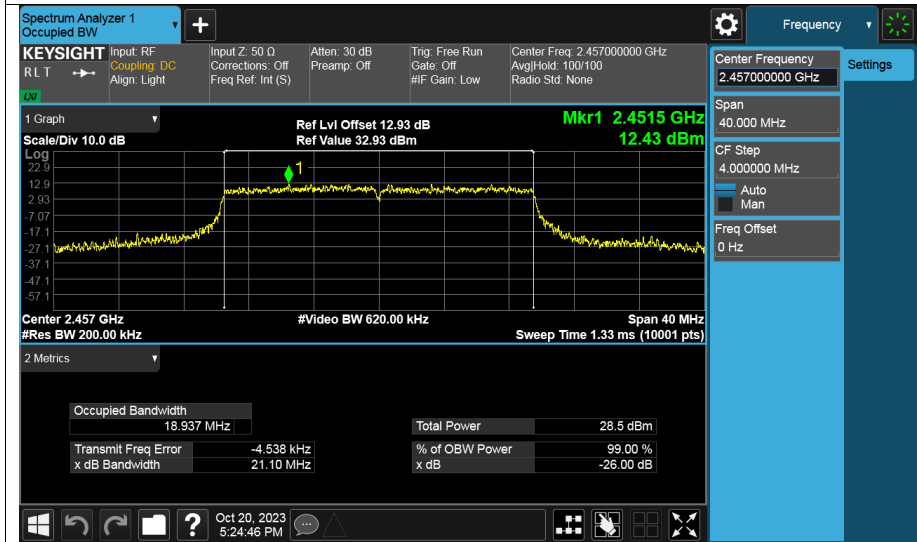 Spectrum Analyzer 1
Occupied BW
+
Frequency
KEYSIGHT
R L T
LXI
Input: RF
Coupling: DC
Align: Light
Input Z: 50 Ω
Corrections: Off
Freq Ref: Int (S)
Atten: 30 dB
Preamp: Off
Trig: Free Run
Gate: Off
#IF Gain: Low
Center Freq: 2.457000000 GHz
Avg|Hold: 100/100
Radio Std: None
Center Frequency
2.457000000 GHz
Settings
Span
40.000 MHz
CF Step
4.000000 MHz
Auto
Man
Freq Offset
0 Hz
1 Graph
Scale/Div 10.0 dB
Ref Lvl Offset 12.93 dB
Ref Value 32.93 dBm
Mkr1 2.4515 GHz
12.43 dBm
Log
22.9
12.9
2.93
-7.07
-17.1
-27.1
-37.1
-47.1
-57.1
1
Center 2.457 GHz
#Res BW 200.00 kHz
#Video BW 620.00 kHz
Span 40 MHz
Sweep Time 1.33 ms (10001 pts)
2 Metrics
Occupied Bandwidth
18.937 MHz
Transmit Freq Error -4.538 kHz
x dB Bandwidth 21.10 MHz
Total Power 28.5 dBm
% of OBW Power 99.00 %
x dB -26.00 dB
?
Oct 20, 2023
5:24:46 PM